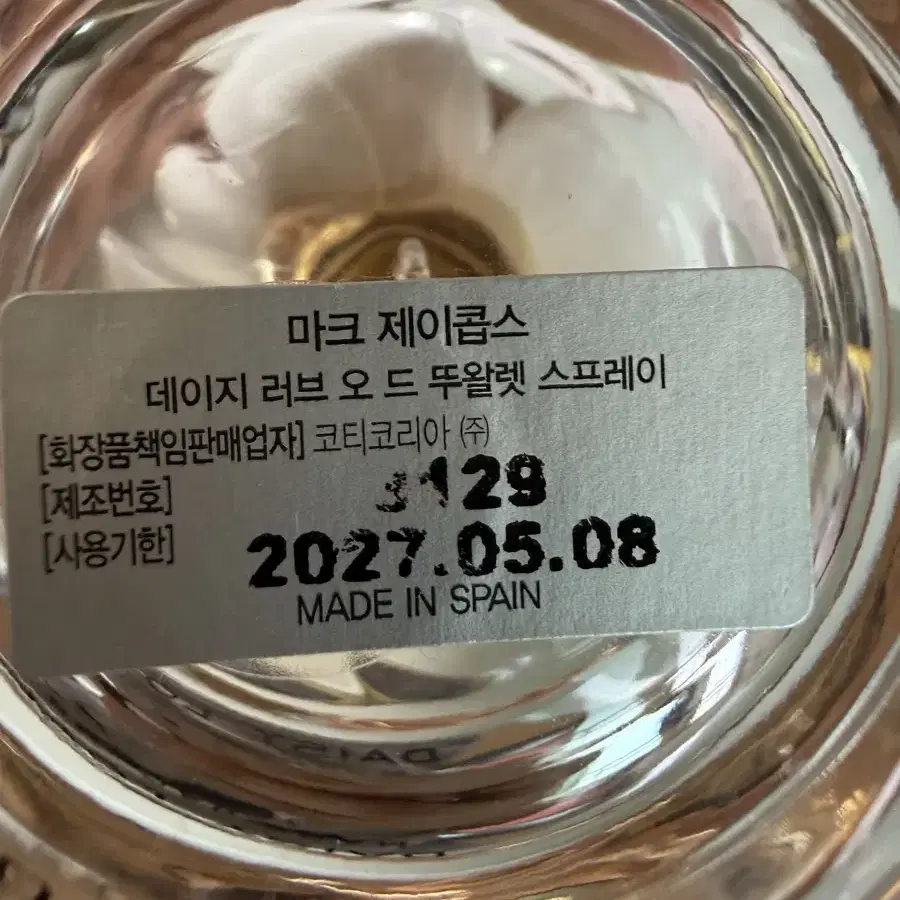 마크 제이콥스
데이지 러브 오 드 뚜왈렛 스프레이
[화장품책임판매업자] 코티코리아 ㈜
[제조번호] 3129
[사용기한] 2027.05.08
MADE IN SPAIN